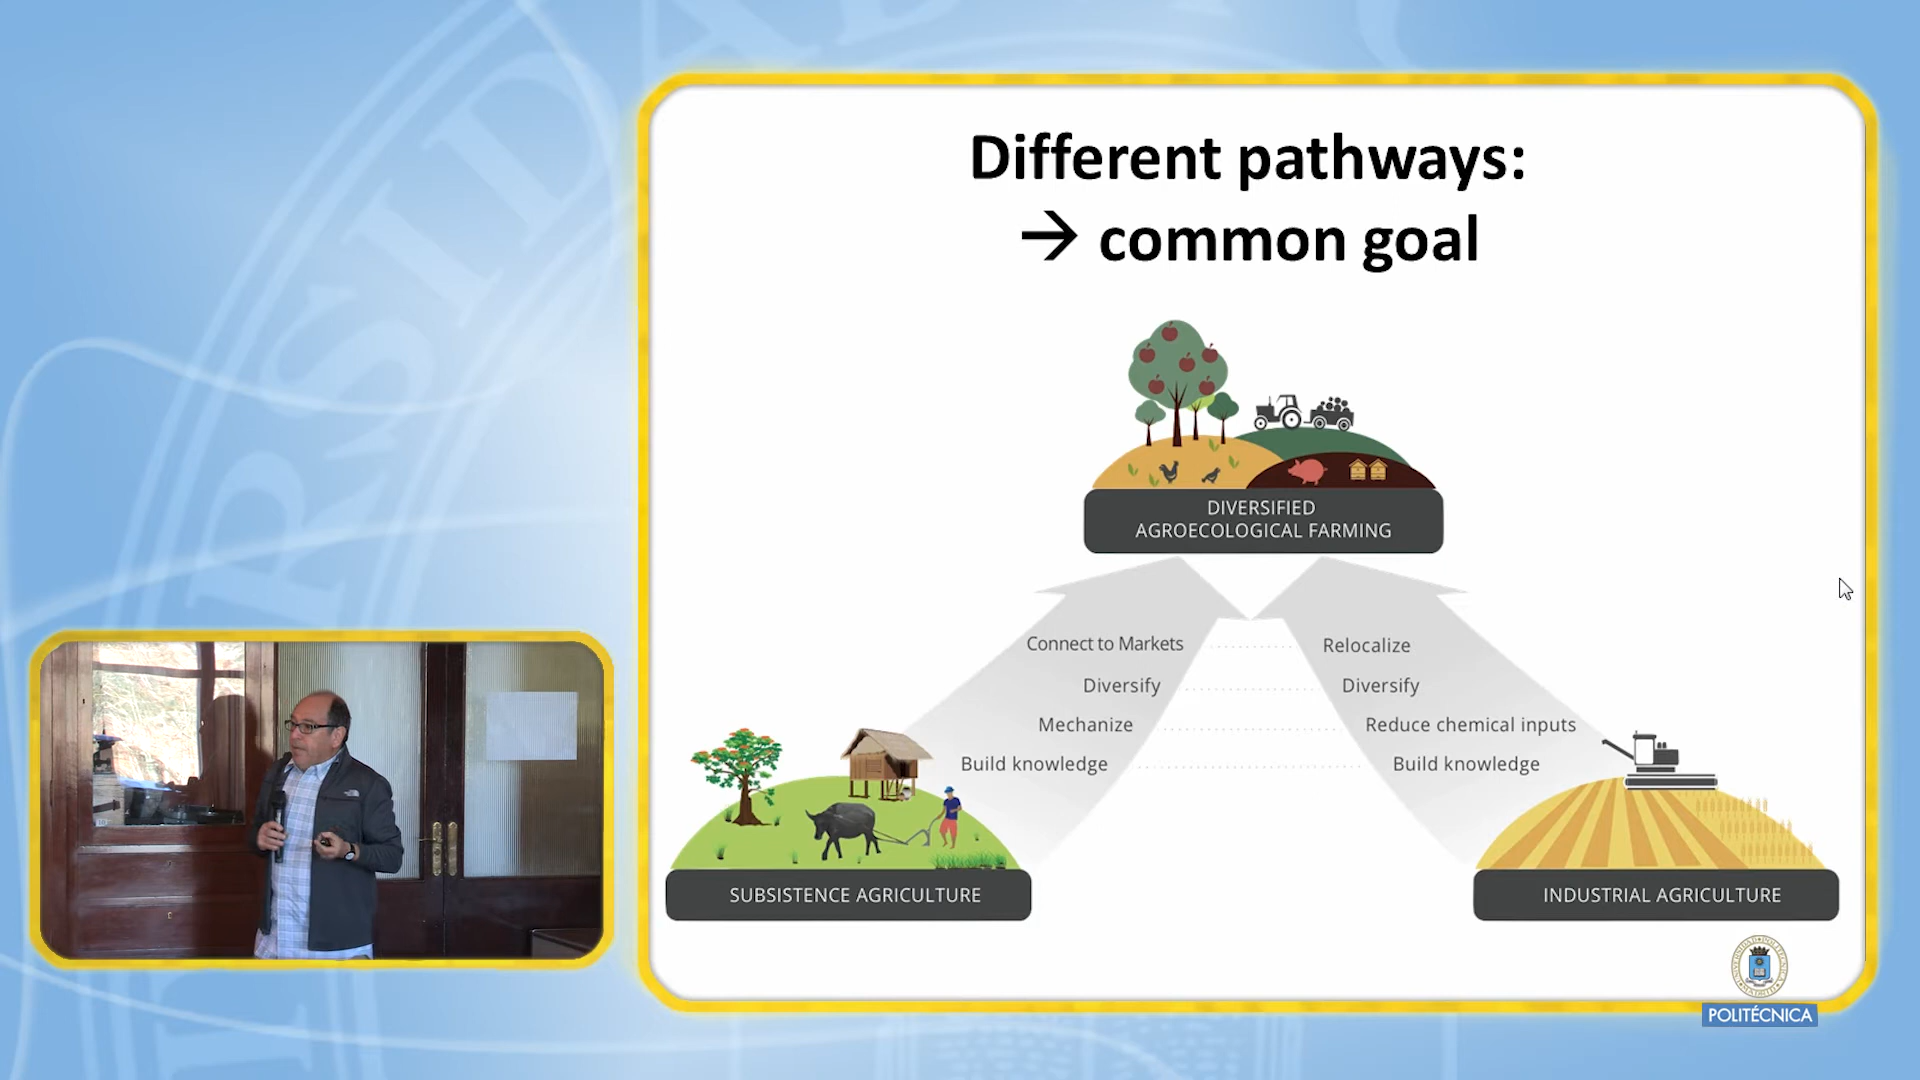 Different pathways:
→ common goal
DIVERSIFIED
AGROECOLOGICAL FARMING
Connect to Markets
Relocalize
Diversify
Diversify
Mechanize
Reduce chemical inputs
Build knowledge
Build knowledge
SUBSISTENCE AGRICULTURE
INDUSTRIAL AGRICULTURE
POLITÉCNICA